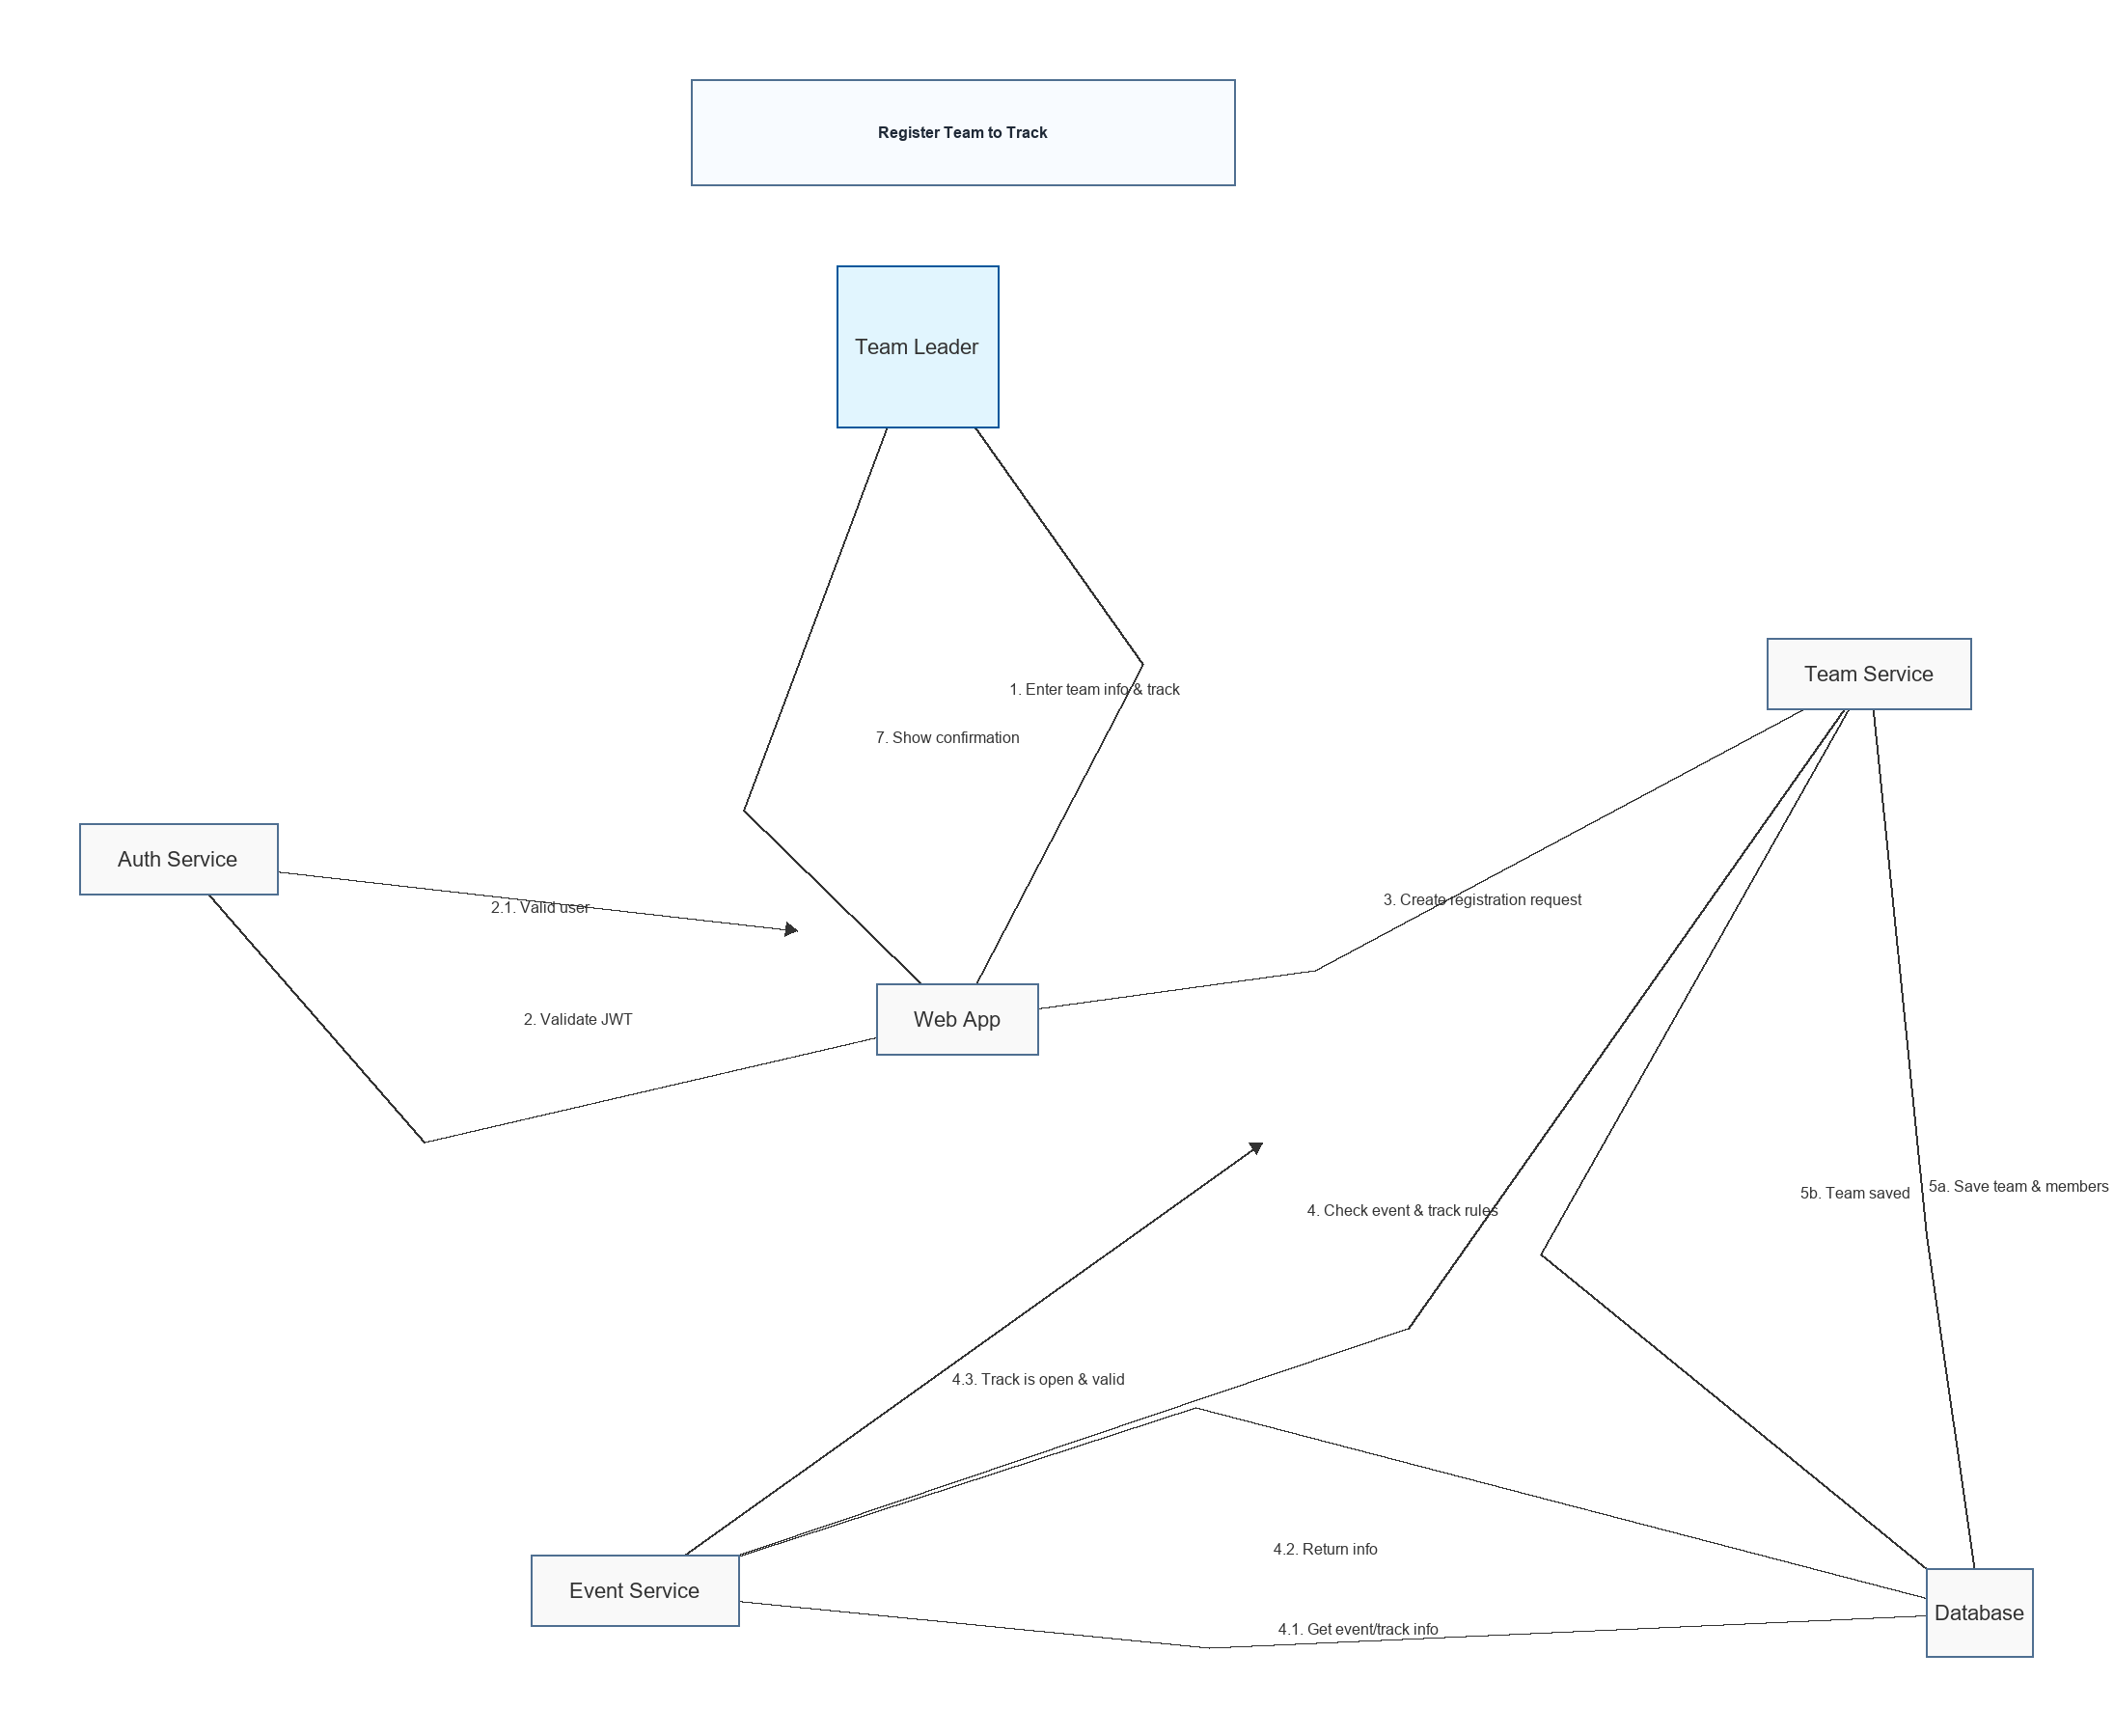 Register Team to Track
Team Leader
Team Service
1. Enter team info & track
7. Show confirmation
Auth Service
3. Create registration request
2.1. Valid user
2. Validate JWT
Web App
5a. Save team & members
5b. Team saved
4. Check event & track rules
4.3. Track is open & valid
4.2. Return info
Event Service
Database
4.1. Get event/track info